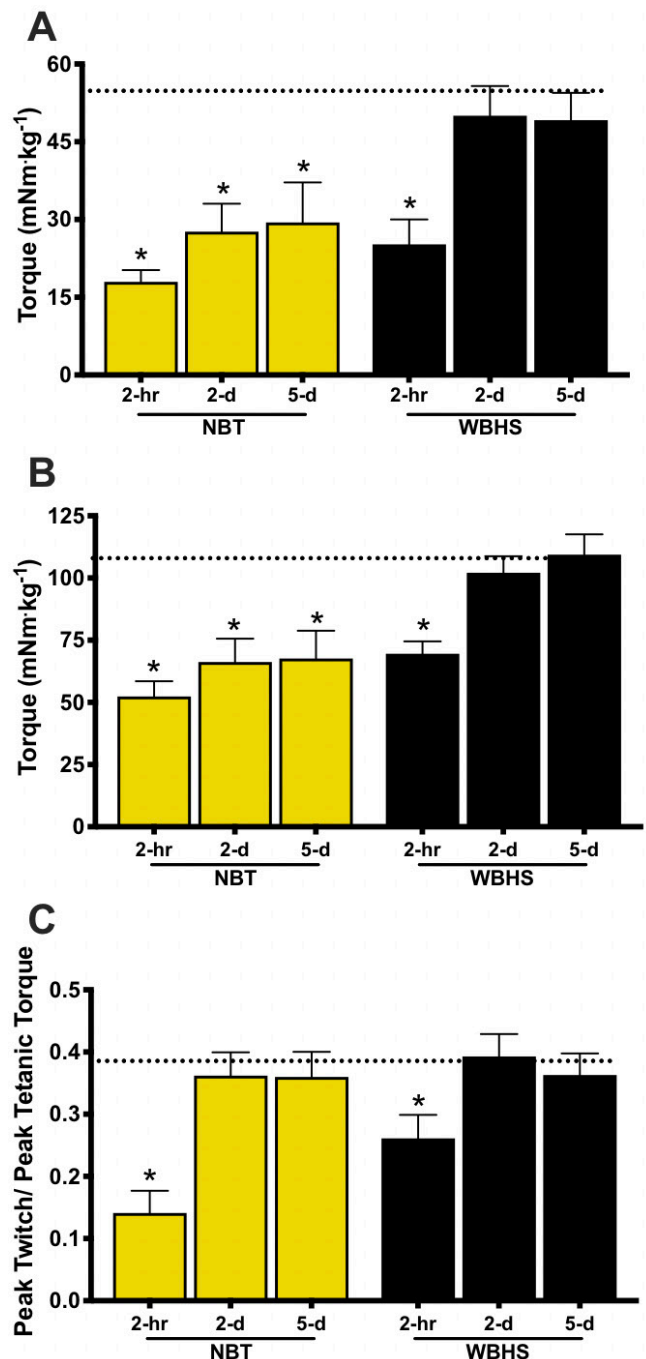 A
Torque (mNm·kg⁻¹)
60
45
30
15
0
* * * *
2-hr 2-d 5-d 2-hr 2-d 5-d
NBT WBHS
B
Torque (mNm·kg⁻¹)
125
100
75
50
25
0
* * * *
2-hr 2-d 5-d 2-hr 2-d 5-d
NBT WBHS
C
Peak Twitch/ Peak Tetanic Torque
0.5
0.4
0.3
0.2
0.1
0.0
* *
2-hr 2-d 5-d 2-hr 2-d 5-d
NBT WBHS